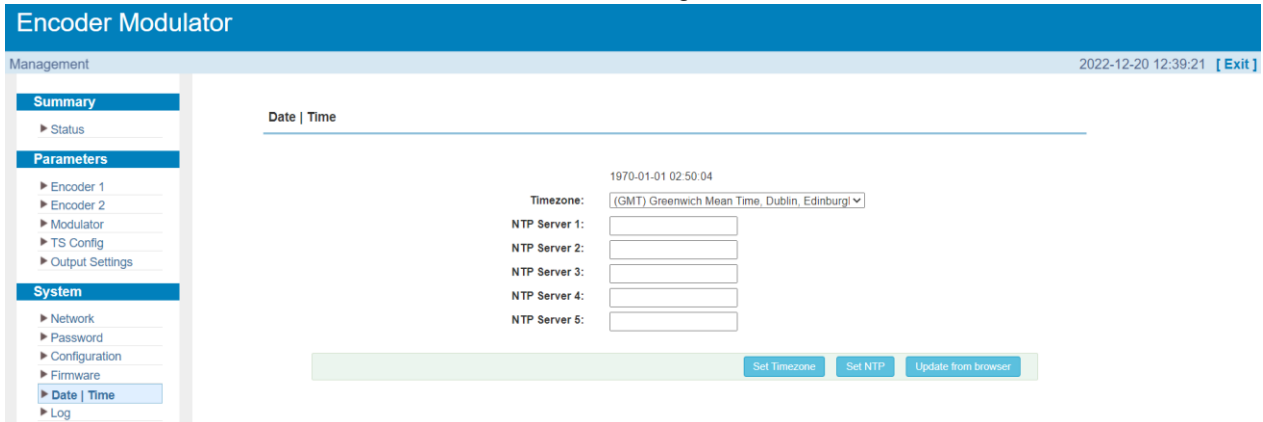 Encoder Modulator
Management 2022-12-20 12:39:21 [ Exit ]
Summary
Status
Parameters
Encoder 1
Encoder 2
Modulator
TS Config
Output Settings
System
Network
Password
Configuration
Firmware
Date | Time
Log
Date | Time
1970-01-01 02:50:04
Timezone: (GMT) Greenwich Mean Time, Dublin, Edinburgl
NTP Server 1:
NTP Server 2:
NTP Server 3:
NTP Server 4:
NTP Server 5:
Set Timezone Set NTP Update from browser